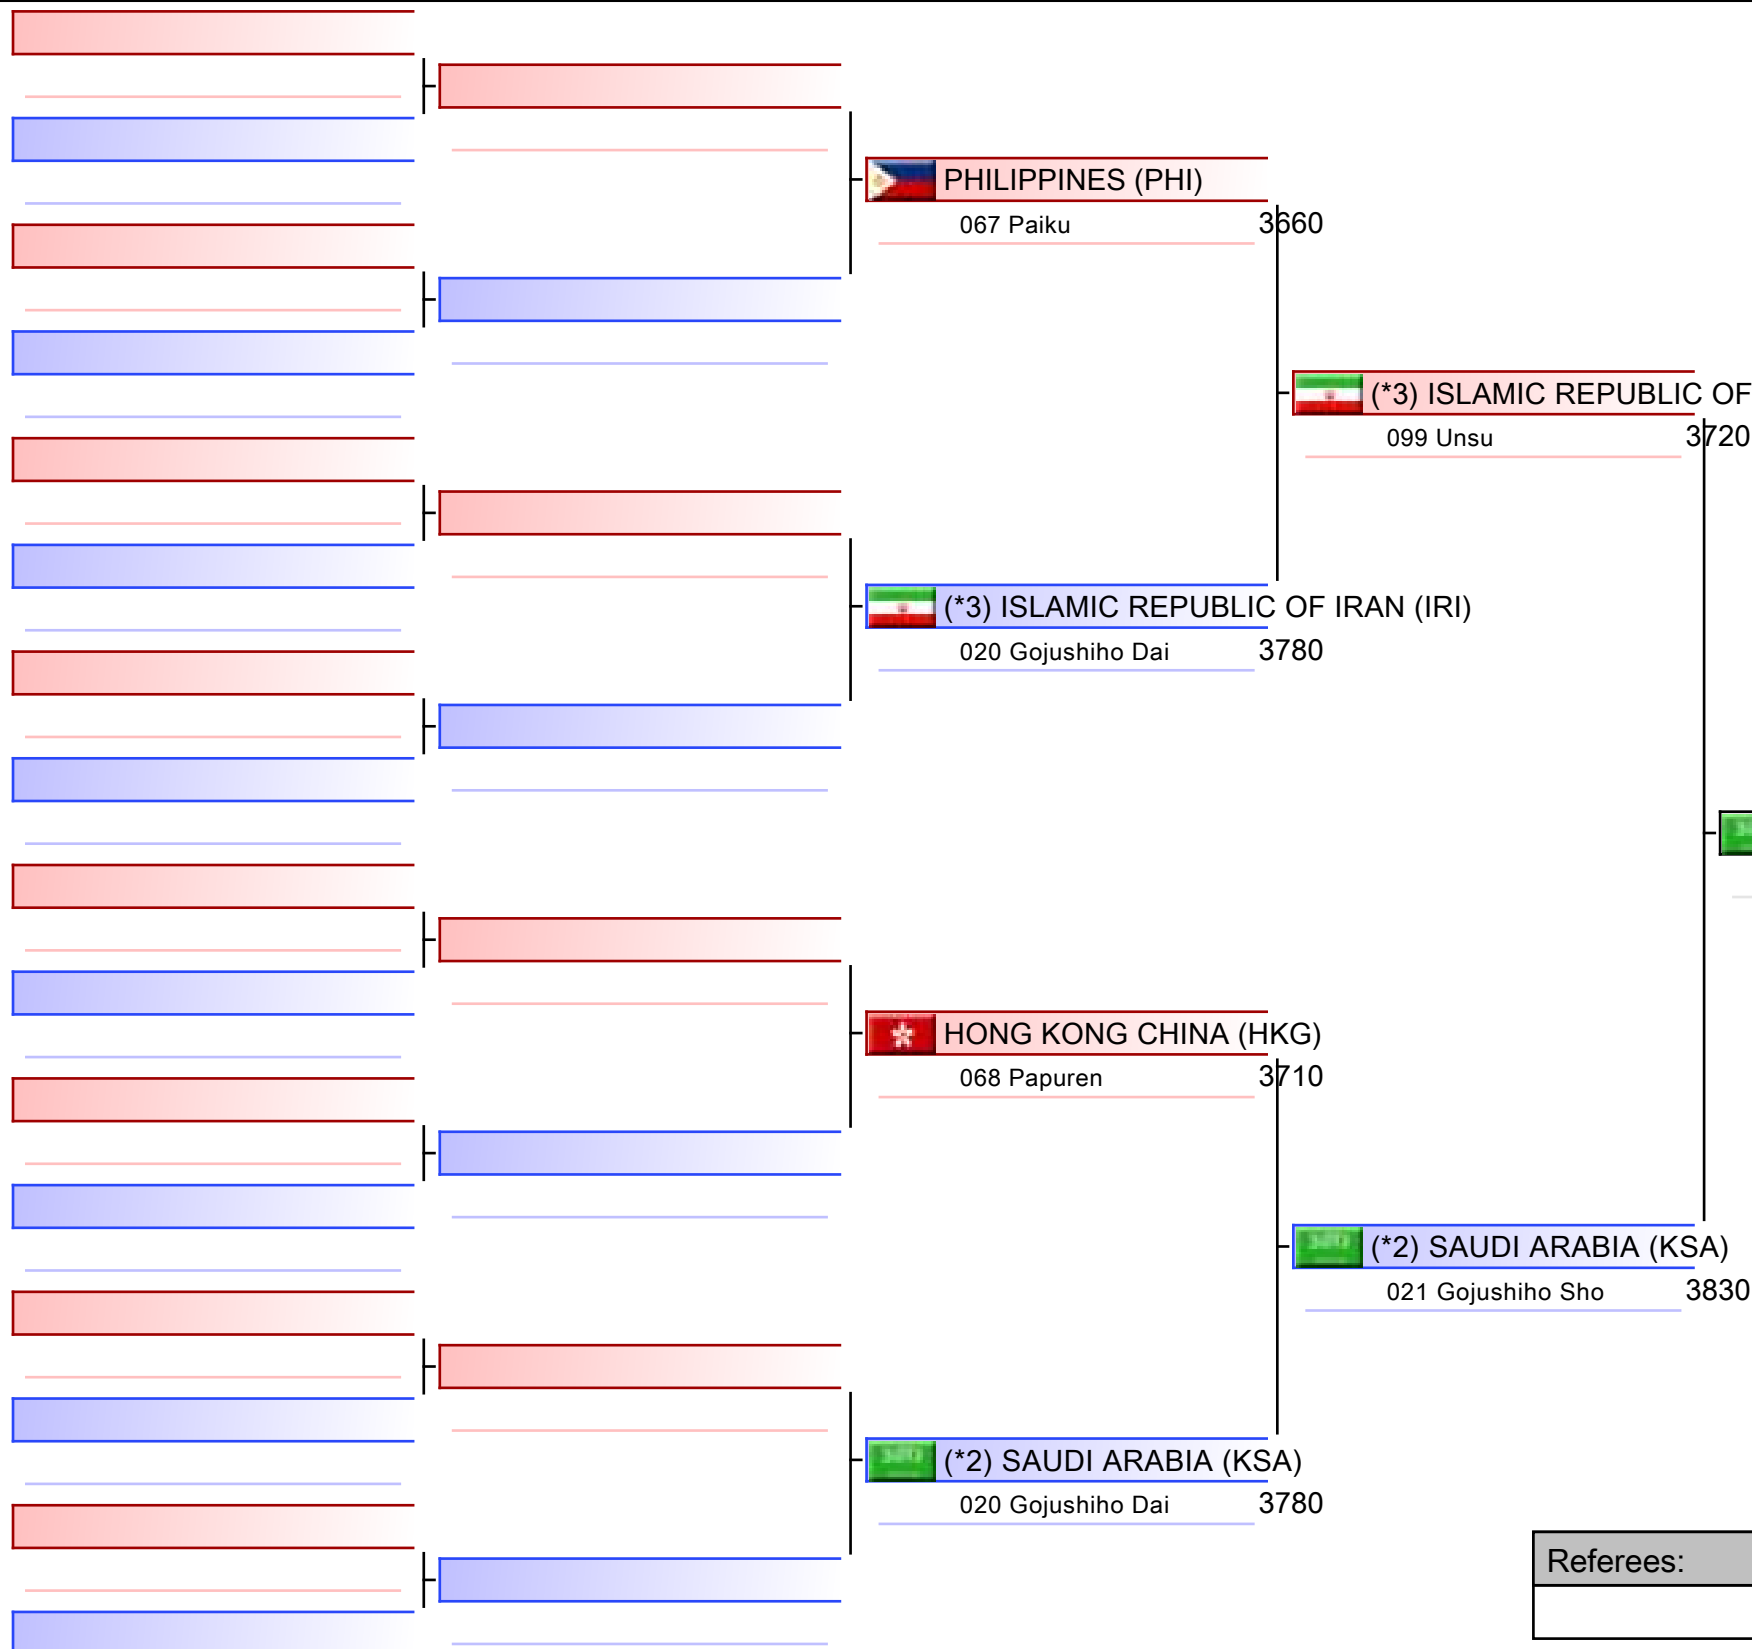 PHILIPPINES (PHI)
067 Paiku 3660
(*3) ISLAMIC REPUBLIC OF
099 Unsu 3720
(*3) ISLAMIC REPUBLIC OF IRAN (IRI)
020 Gojushiho Dai 3780
HONG KONG CHINA (HKG)
068 Papuren 3710
(*2) SAUDI ARABIA (KSA)
021 Gojushiho Sho 3830
(*2) SAUDI ARABIA (KSA)
020 Gojushiho Dai 3780
Referees: